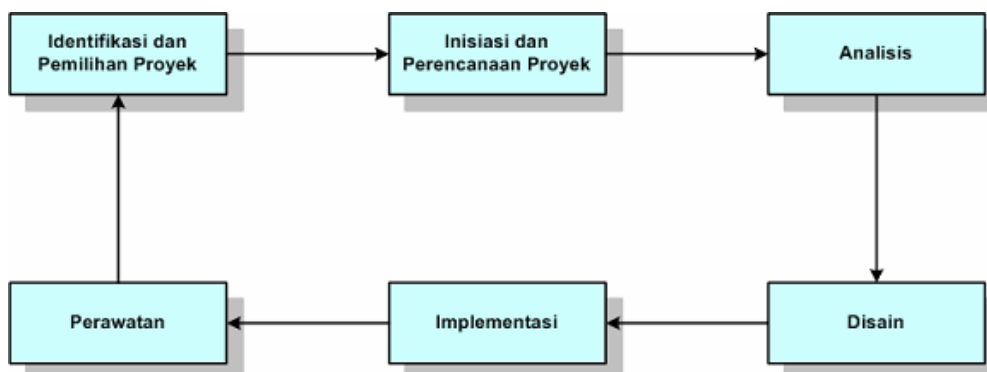 Identifikasi dan
Pemilihan Proyek
Inisiasi dan
Perencanaan Proyek
Analisis
Perawatan
Implementasi
Disain